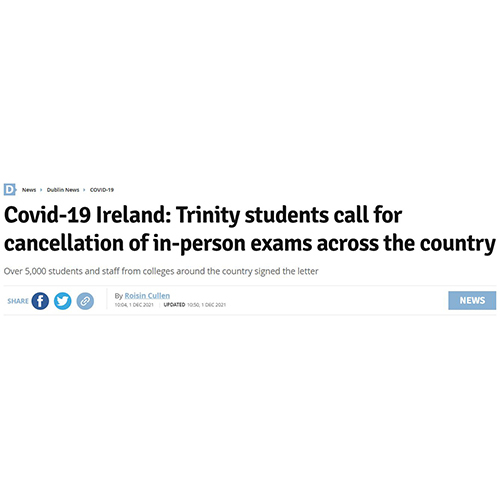 D News › Dublin News › COVID-19
Covid-19 Ireland: Trinity students call for
cancellation of in-person exams across the country
Over 5,000 students and staff from colleges around the country signed the letter
SHARE
By Roisin Cullen
10:04, 1 DEC 2021 UPDATED 10:50, 1 DEC 2021
NEWS